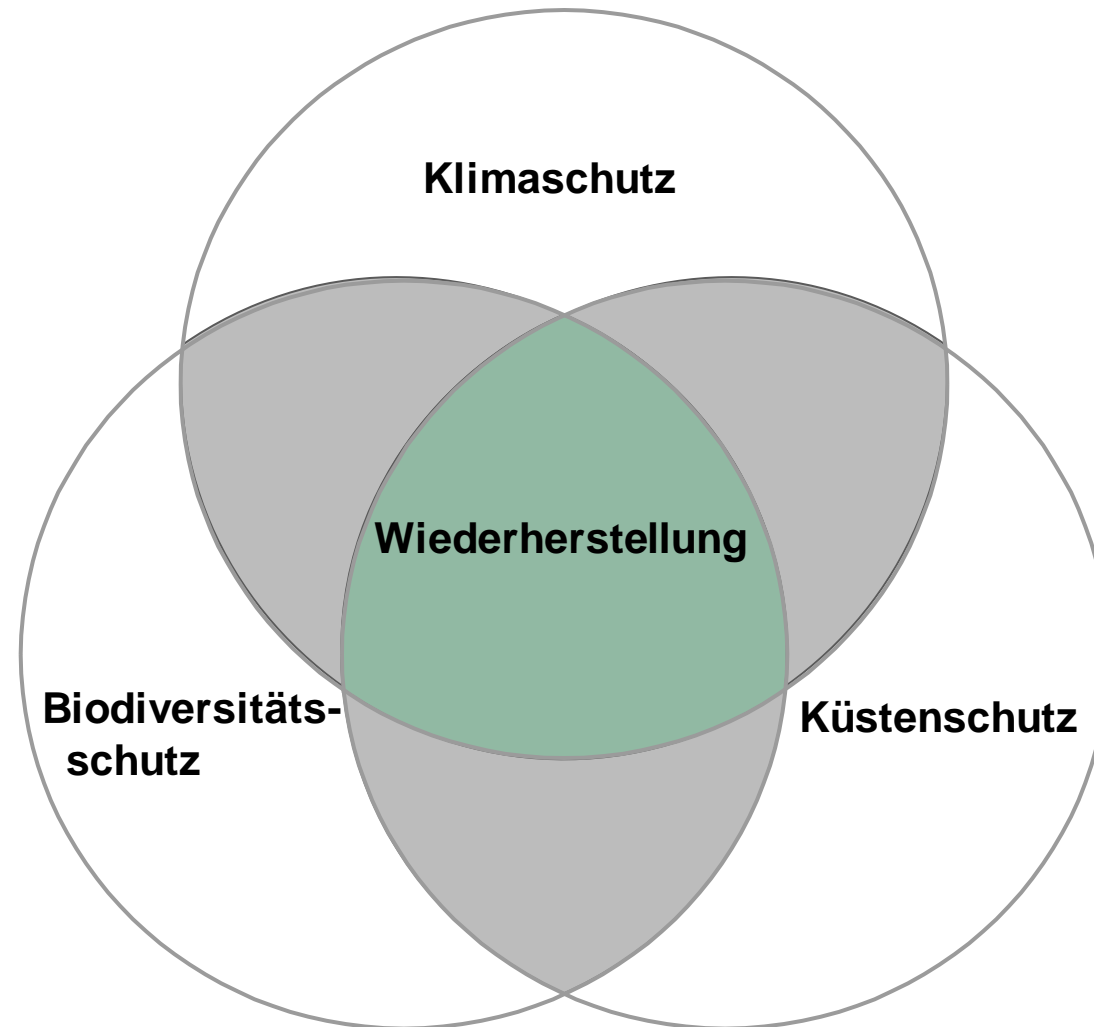 Klimaschutz
Wiederherstellung
Biodiversitäts-
schutz
Küstenschutz